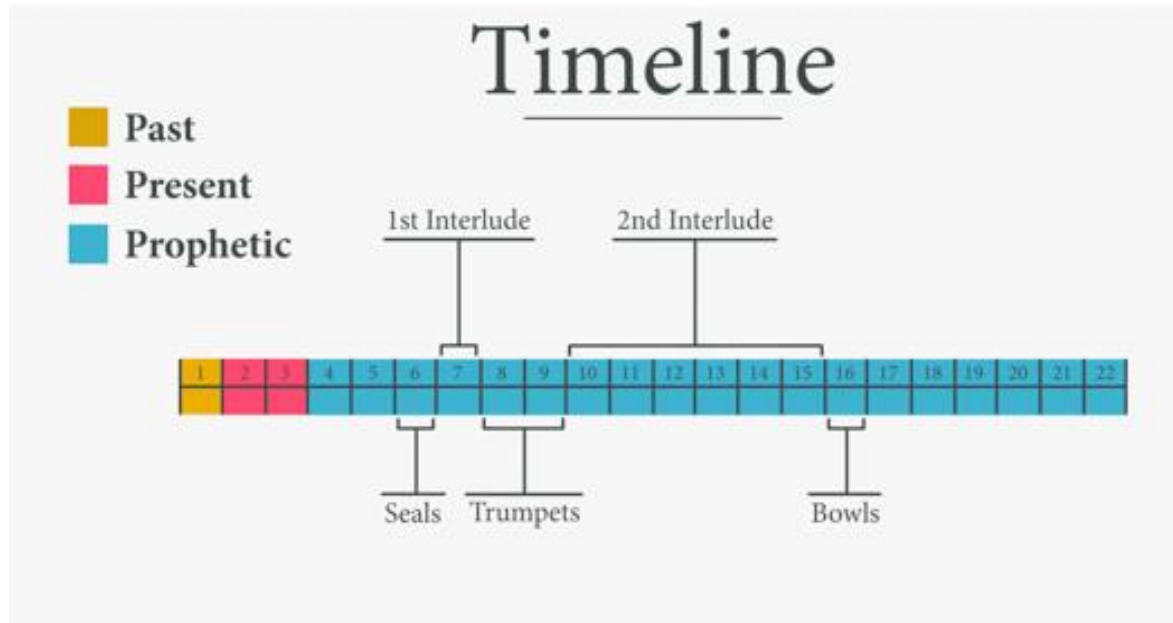 Timeline
Past
Present
Prophetic
1st Interlude 2nd Interlude
1 2 3 4 5 6 7 8 9 10 11 12 13 14 15 16 17 18 19 20 21 22
Seals Trumpets Bowls